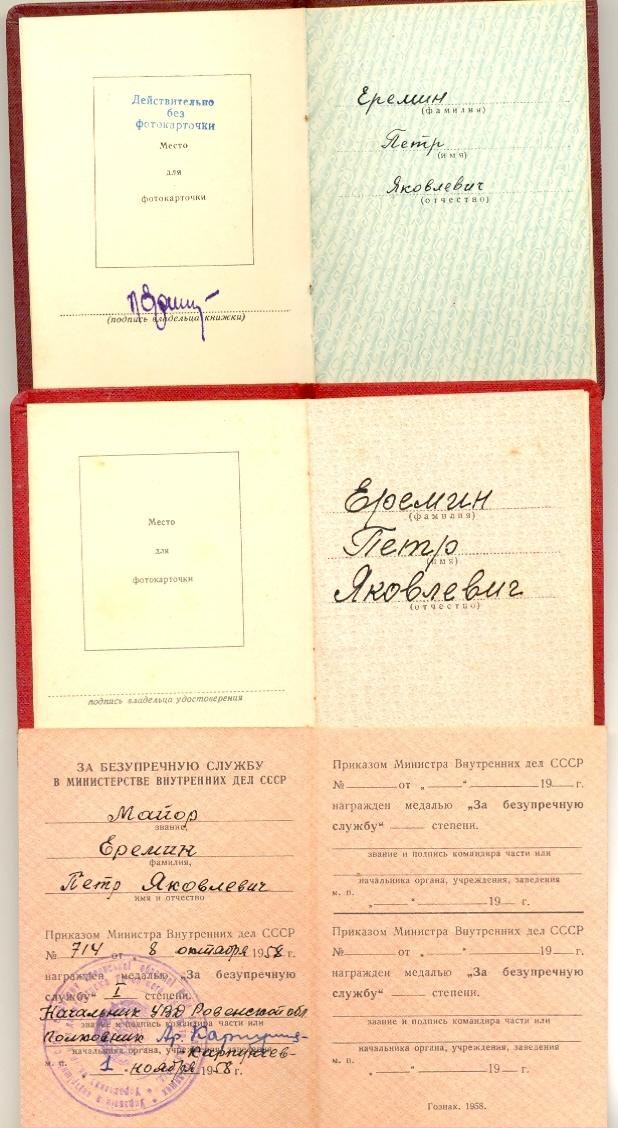 Действительно
без
фотокарточки
Место
для
фотокарточки
(подпись владельца книжки)
Еремин
(фамилия)
Петр
(имя)
Яковлевич
(отчество)
Место
для
фотокарточки
подпись владельца удостоверения
Еремин
(фамилия)
Петр
(имя)
Яковлевич
(отчество)
ЗА БЕЗУПРЕЧНУЮ СЛУЖБУ
В МИНИСТЕРСТВЕ ВНУТРЕННИХ ДЕЛ СССР
Майор
звание,
Еремин
фамилия,
Петр Яковлевич
имя и отчество
Приказом Министра Внутренних дел СССР
№ 714 от 8 октября 1958 г.
награжден медалью „За безупречную
службу“ I степени.
Начальник УВД Ровенской обл
звание и подпись командира части или
Полковник
начальника органа, учреждения, заведения
м. п. 1 ноября 1958 г.
Приказом Министра Внутренних дел СССР
№ от „ “ 19 г.
награжден медалью „За безупречную
службу“ степени.
звание и подпись командира части или
начальника органа, учреждения, заведения
м. п. „ “ 19 г.
Приказом Министра Внутренних дел СССР
№ от „ “ 19 г.
награжден медалью „За безупречную
службу“ степени.
звание и подпись командира части или
начальника органа, учреждения, заведения
м. п. „ “ 19 г.
Гознак. 1958.